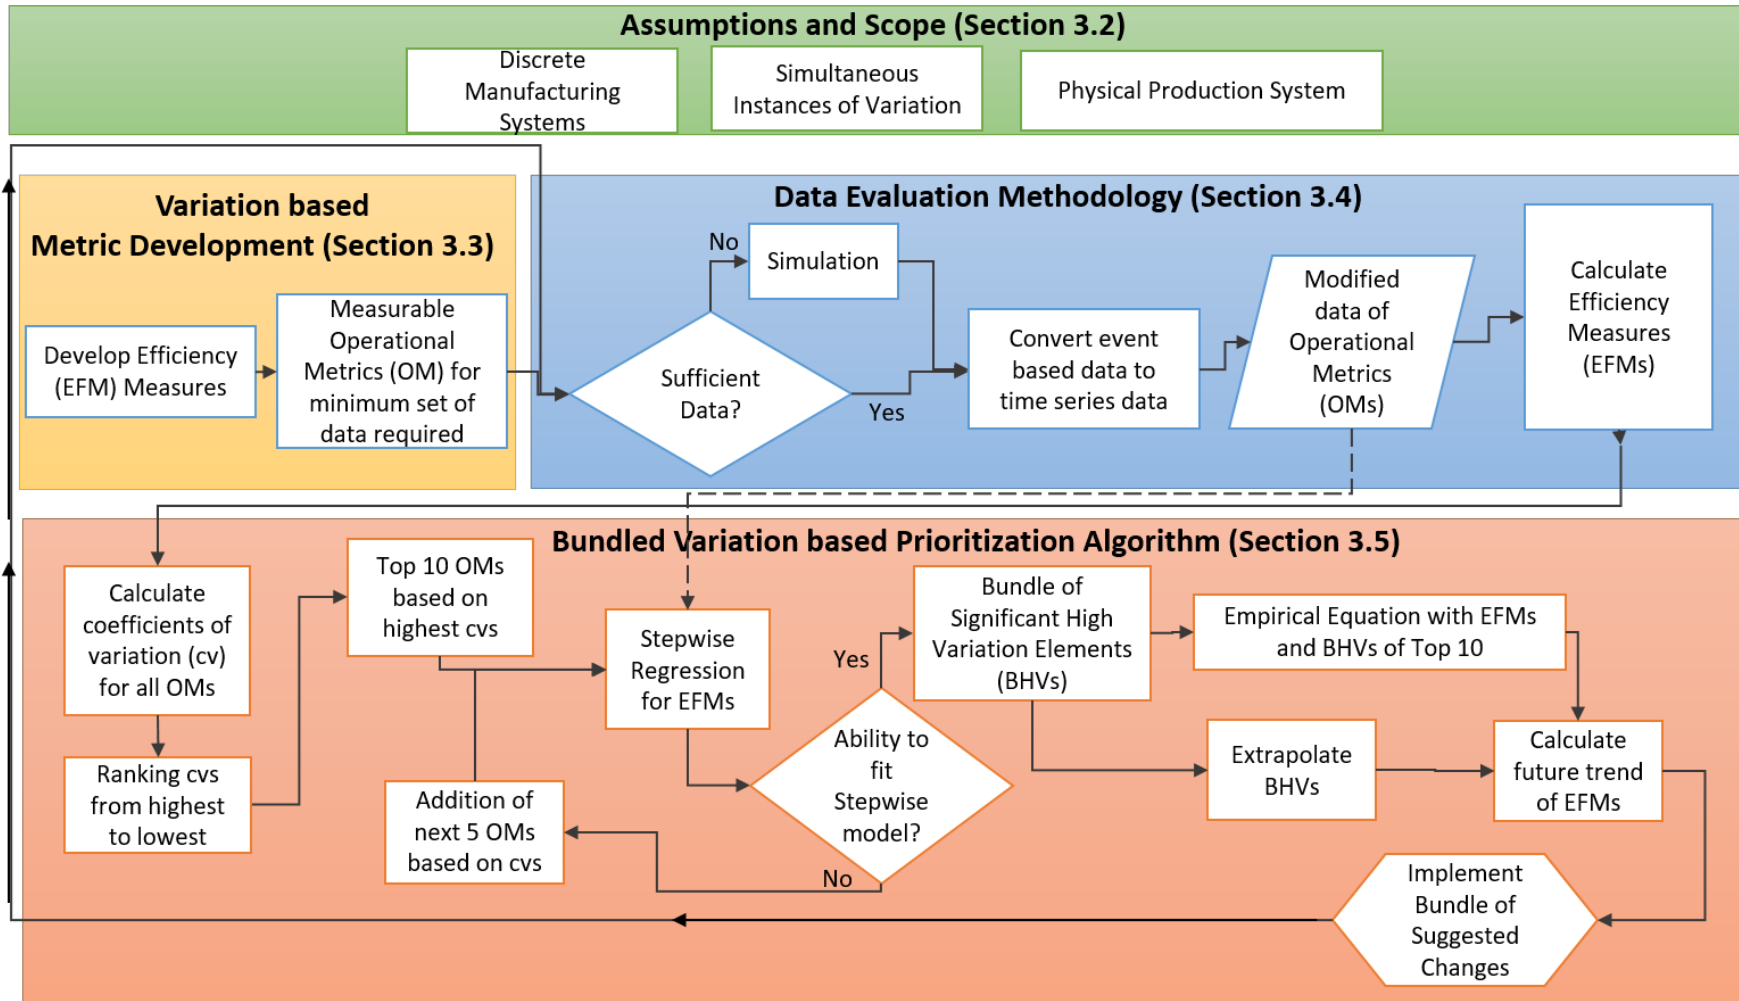 Assumptions and Scope (Section 3.2)
Discrete
Manufacturing
Systems
Simultaneous
Instances of Variation
Physical Production System
Variation based
Metric Development (Section 3.3)
Develop Efficiency
(EFM) Measures
Measurable
Operational
Metrics (OM) for
minimum set of
data required
Data Evaluation Methodology (Section 3.4)
No
Simulation
Sufficient
Data?
Yes
Convert event
based data to
time series data
Modified
data of
Operational
Metrics
(OMs)
Calculate
Efficiency
Measures
(EFMs)
Bundled Variation based Prioritization Algorithm (Section 3.5)
Calculate
coefficients of
variation (cv)
for all OMs
Ranking cvs
from highest
to lowest
Top 10 OMs
based on
highest cvs
Addition of
next 5 OMs
based on cvs
Stepwise
Regression
for EFMs
Yes
Ability to
fit
Stepwise
model?
No
Bundle of
Significant High
Variation Elements
(BHVs)
Empirical Equation with EFMs
and BHVs of Top 10
Extrapolate
BHVs
Calculate
future trend
of EFMs
Implement
Bundle of
Suggested
Changes